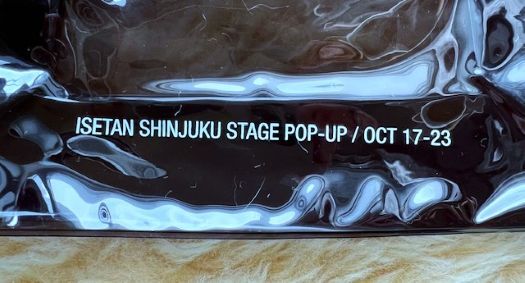 ISETAN SHINJUKU STAGE POP-UP / OCT 17-23